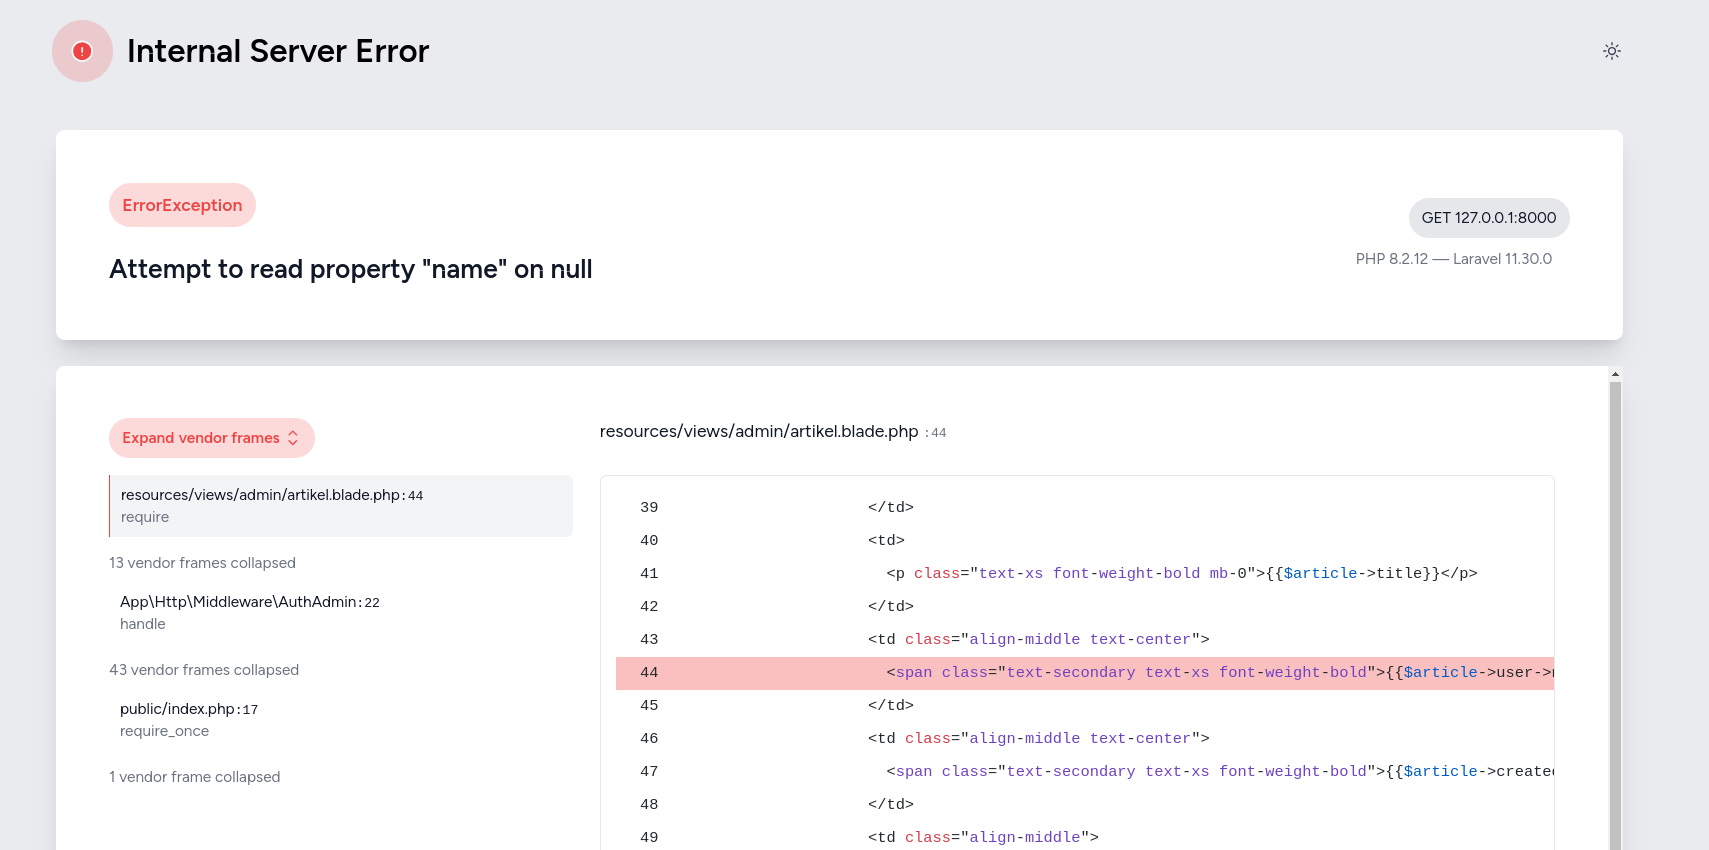 Internal Server Error
ErrorException
GET 127.0.0.1:8000
Attempt to read property "name" on null
PHP 8.2.12 — Laravel 11.30.0
Expand vendor frames
resources/views/admin/artikel.blade.php:44
require
13 vendor frames collapsed
App\Http\Middleware\AuthAdmin:22
handle
43 vendor frames collapsed
public/index.php:17
require_once
1 vendor frame collapsed
resources/views/admin/artikel.blade.php :44
39 </td>
40 <td>
41 <p class="text-xs font-weight-bold mb-0">{{$article->title}}</p>
42 </td>
43 <td class="align-middle text-center">
44 <span class="text-secondary text-xs font-weight-bold">{{$article->user->
45 </td>
46 <td class="align-middle text-center">
47 <span class="text-secondary text-xs font-weight-bold">{{$article->create
48 </td>
49 <td class="align-middle">